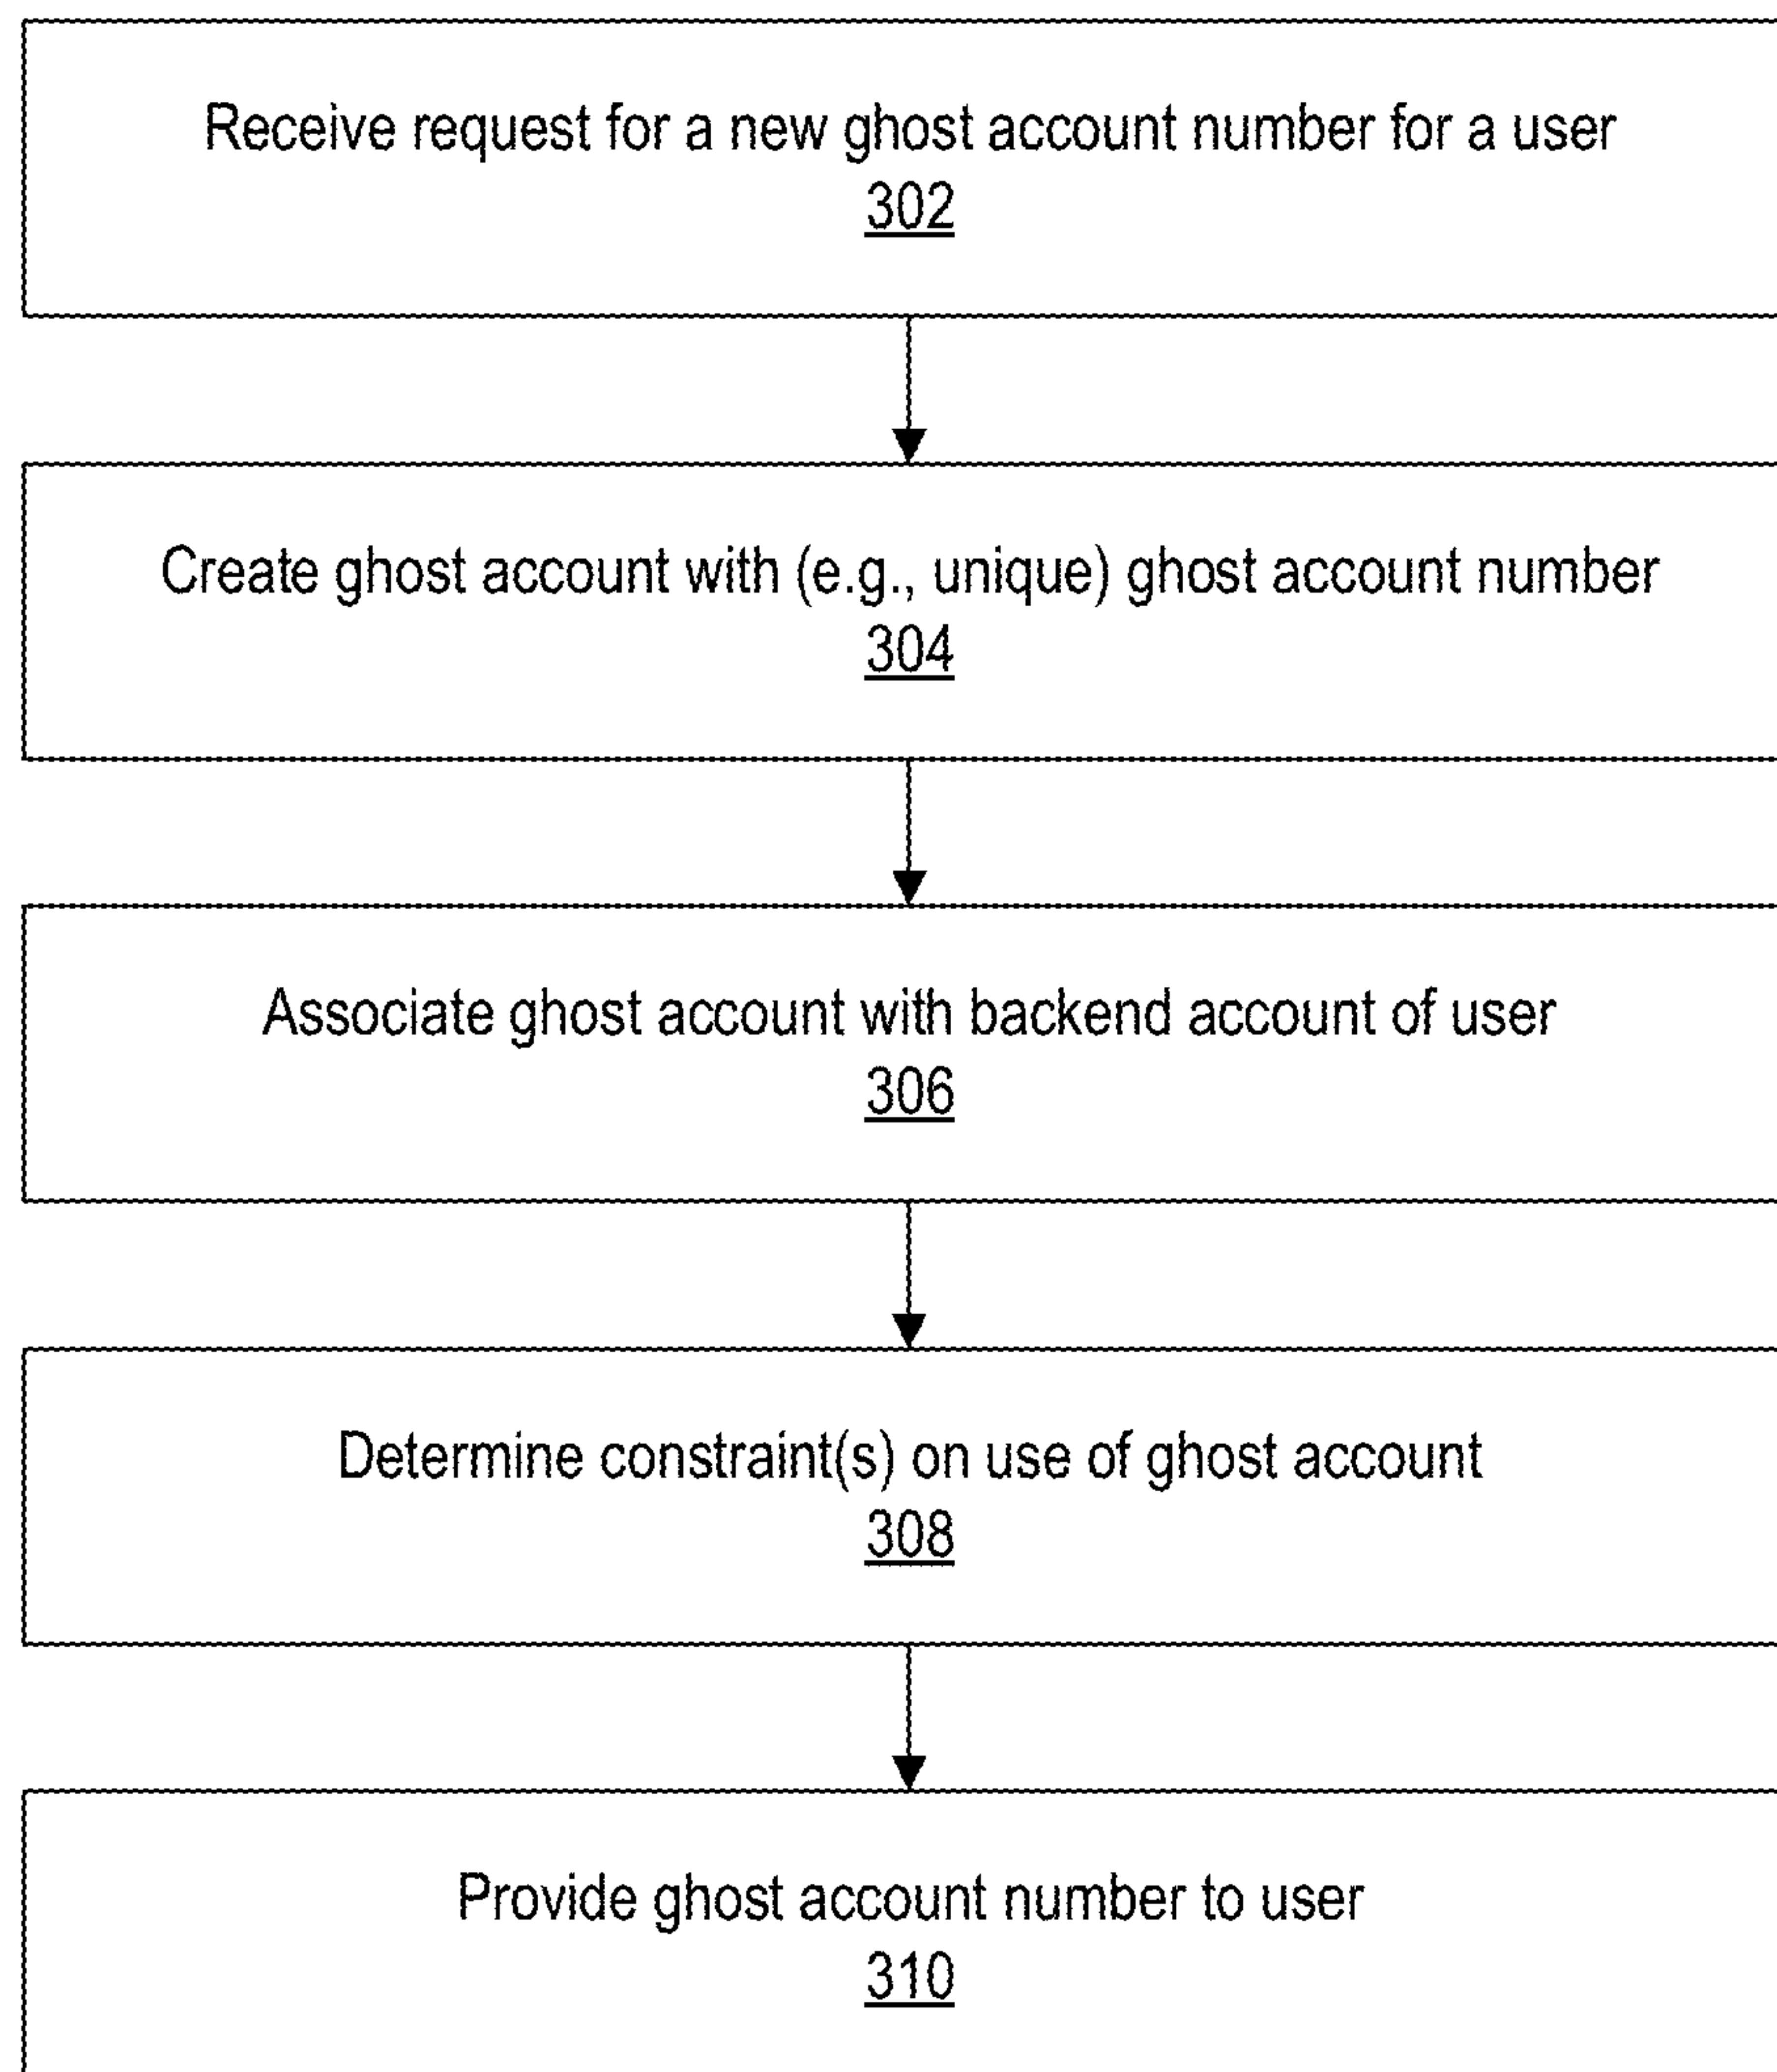 Receive request for a new ghost account number for a user
302
Create ghost account with (e.g., unique) ghost account number
304
Associate ghost account with backend account of user
306
Determine constraint(s) on use of ghost account
308
Provide ghost account number to user
310